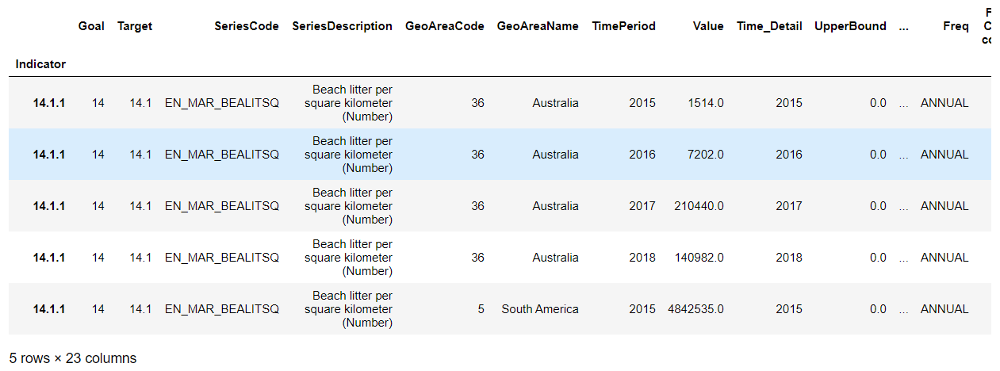 Goal Target SeriesCode SeriesDescription GeoAreaCode GeoAreaName TimePeriod Value Time_Detail UpperBound ... Freq
Indicator
14.1.1 14 14.1 EN_MAR_BEALITSQ Beach litter per square kilometer (Number) 36 Australia 2015 1514.0 2015 0.0 ... ANNUAL
14.1.1 14 14.1 EN_MAR_BEALITSQ Beach litter per square kilometer (Number) 36 Australia 2016 7202.0 2016 0.0 ... ANNUAL
14.1.1 14 14.1 EN_MAR_BEALITSQ Beach litter per square kilometer (Number) 36 Australia 2017 210440.0 2017 0.0 ... ANNUAL
14.1.1 14 14.1 EN_MAR_BEALITSQ Beach litter per square kilometer (Number) 36 Australia 2018 140982.0 2018 0.0 ... ANNUAL
14.1.1 14 14.1 EN_MAR_BEALITSQ Beach litter per square kilometer (Number) 5 South America 2015 4842535.0 2015 0.0 ... ANNUAL
5 rows × 23 columns